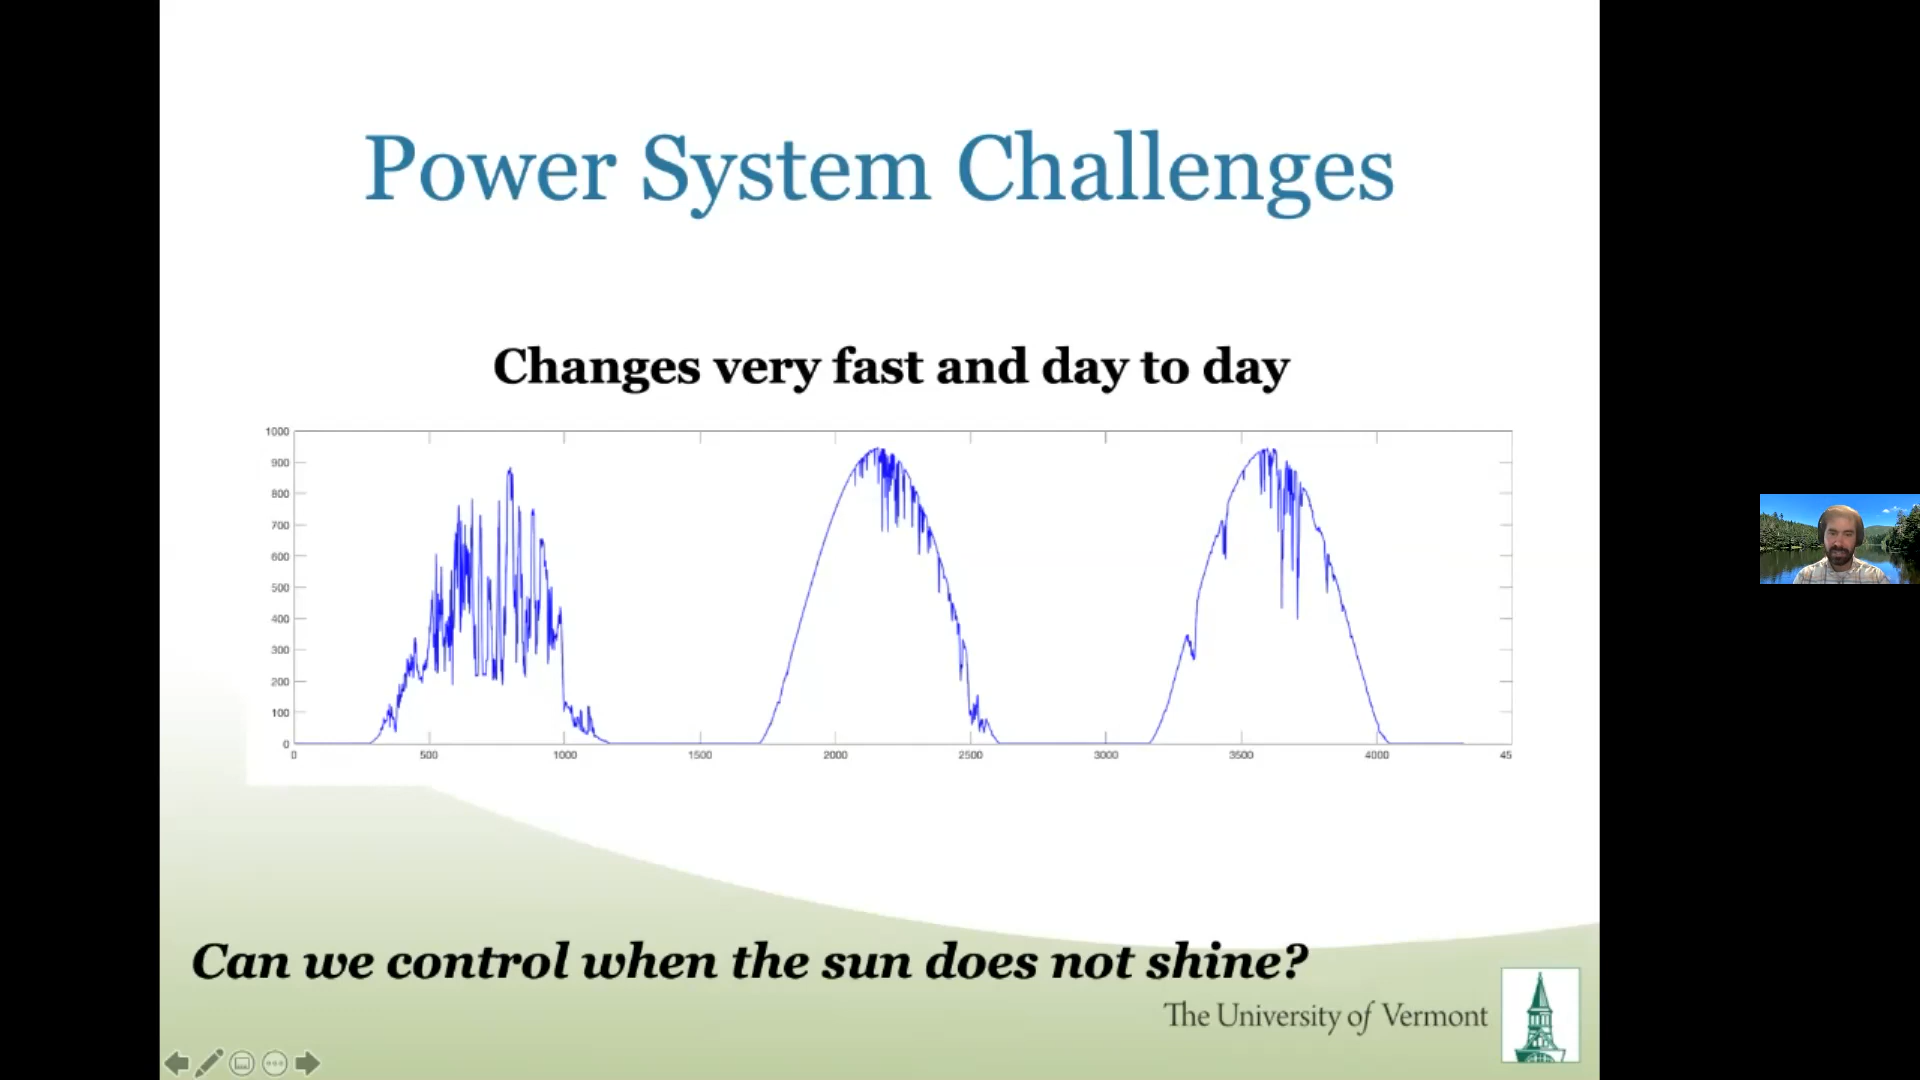 Power System Challenges
Changes very fast and day to day
1000
900
800
700
600
500
400
300
200
100
0
0 500 1000 1500 2000 2500 3000 3500 4000 45
Can we control when the sun does not shine?
The University of Vermont